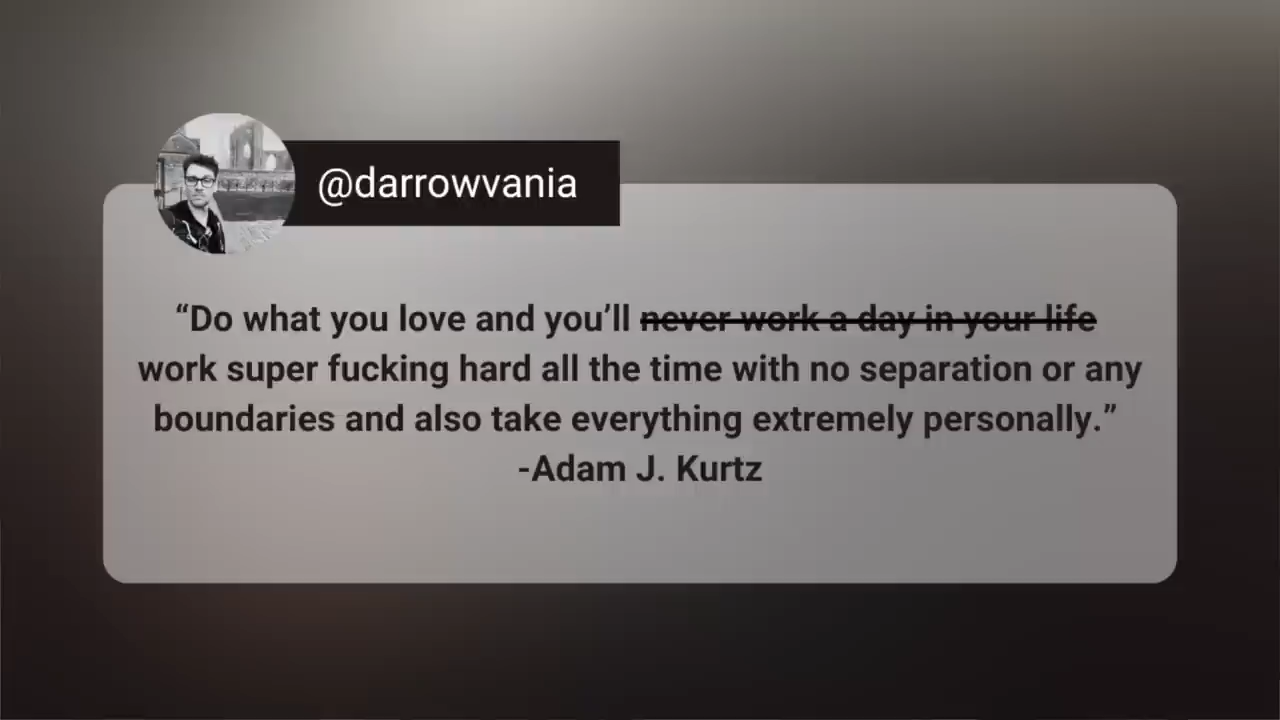 @darrowvania
“Do what you love and you’ll never work a day in your life
work super fucking hard all the time with no separation or any
boundaries and also take everything extremely personally.”
-Adam J. Kurtz